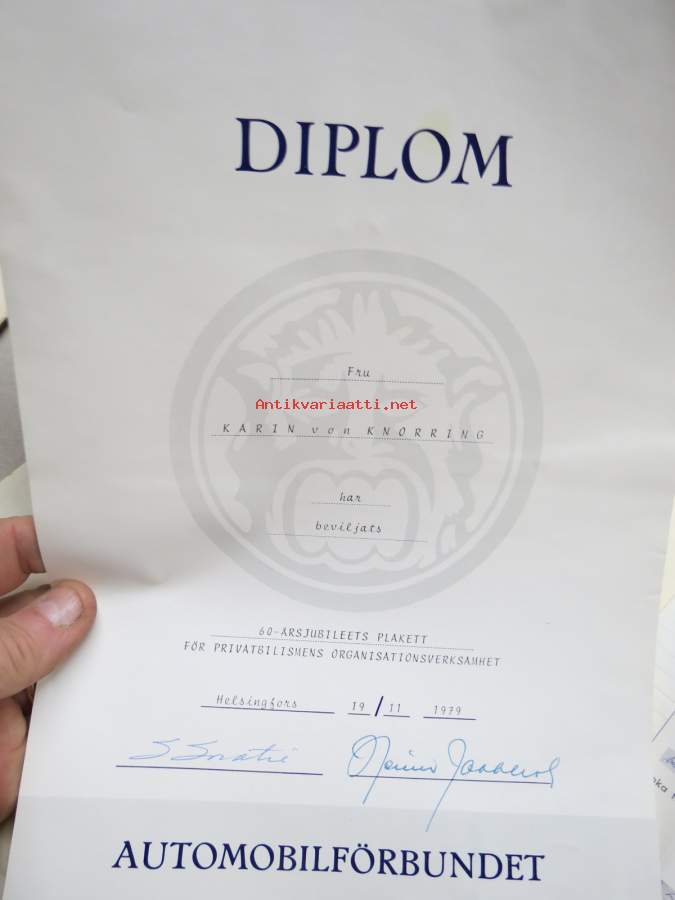 DIPLOM
Fru
Antikvariaatti.net
KARIN von KNORRING
har
beviljats
60-ÅRSJUBILEETS PLAKETT
FÖR PRIVATBILISMENS ORGANISATIONSVERKSAMHET
Helsingfors 19/11 1979
AUTOMOBILFÖRBUNDET